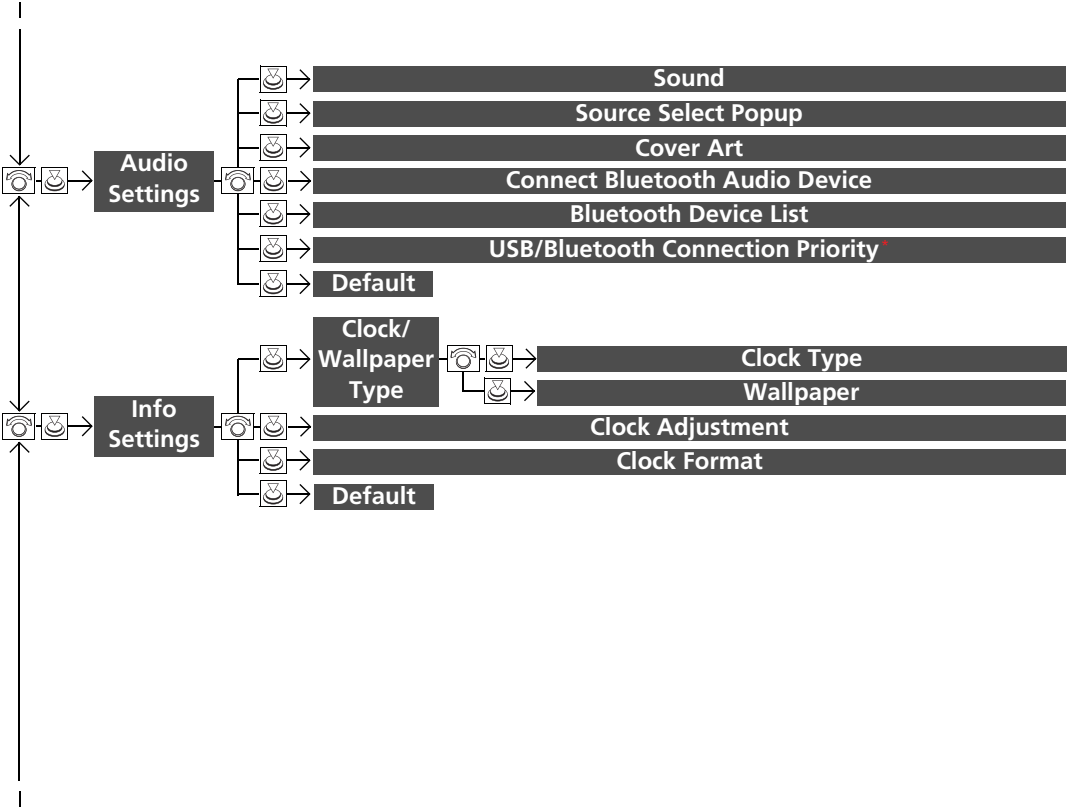 Sound
Source Select Popup
Cover Art
Audio
Settings
Connect Bluetooth Audio Device
Bluetooth Device List
USB/Bluetooth Connection Priority*
Default
Clock/
Wallpaper
Type
Clock Type
Wallpaper
Info
Settings
Clock Adjustment
Clock Format
Default